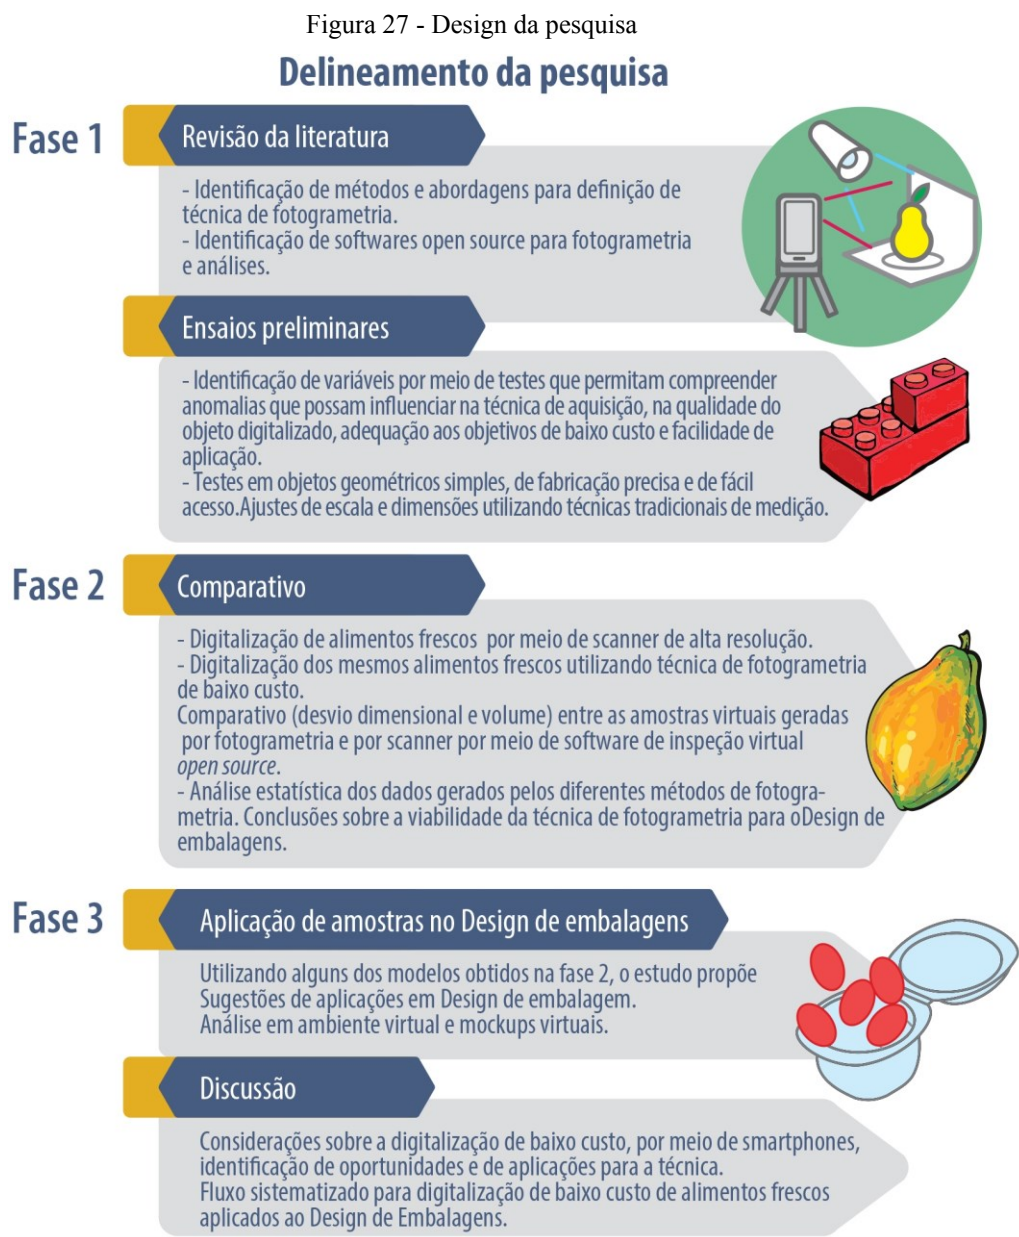 Figura 27 - Design da pesquisa
Delineamento da pesquisa
Fase 1
Revisão da literatura
- Identificação de métodos e abordagens para definição de
técnica de fotogrametria.
- Identificação de softwares open source para fotogrametria
e análises.
Ensaios preliminares
- Identificação de variáveis por meio de testes que permitam compreender
anomalias que possam influenciar na técnica de aquisição, na qualidade do
objeto digitalizado, adequação aos objetivos de baixo custo e facilidade de
aplicação.
- Testes em objetos geométricos simples, de fabricação precisa e de fácil
acesso.Ajustes de escala e dimensões utilizando técnicas tradicionais de medição.
Fase 2
Comparativo
- Digitalização de alimentos frescos por meio de scanner de alta resolução.
- Digitalização dos mesmos alimentos frescos utilizando técnica de fotogrametria
de baixo custo.
Comparativo (desvio dimensional e volume) entre as amostras virtuais geradas
por fotogrametria e por scanner por meio de software de inspeção virtual
open source.
- Análise estatística dos dados gerados pelos diferentes métodos de fotogra-
metria. Conclusões sobre a viabilidade da técnica de fotogrametria para oDesign de
embalagens.
Fase 3
Aplicação de amostras no Design de embalagens
Utilizando alguns dos modelos obtidos na fase 2, o estudo propõe
Sugestões de aplicações em Design de embalagem.
Análise em ambiente virtual e mockups virtuais.
Discussão
Considerações sobre a digitalização de baixo custo, por meio de smartphones,
identificação de oportunidades e de aplicações para a técnica.
Fluxo sistematizado para digitalização de baixo custo de alimentos frescos
aplicados ao Design de Embalagens.